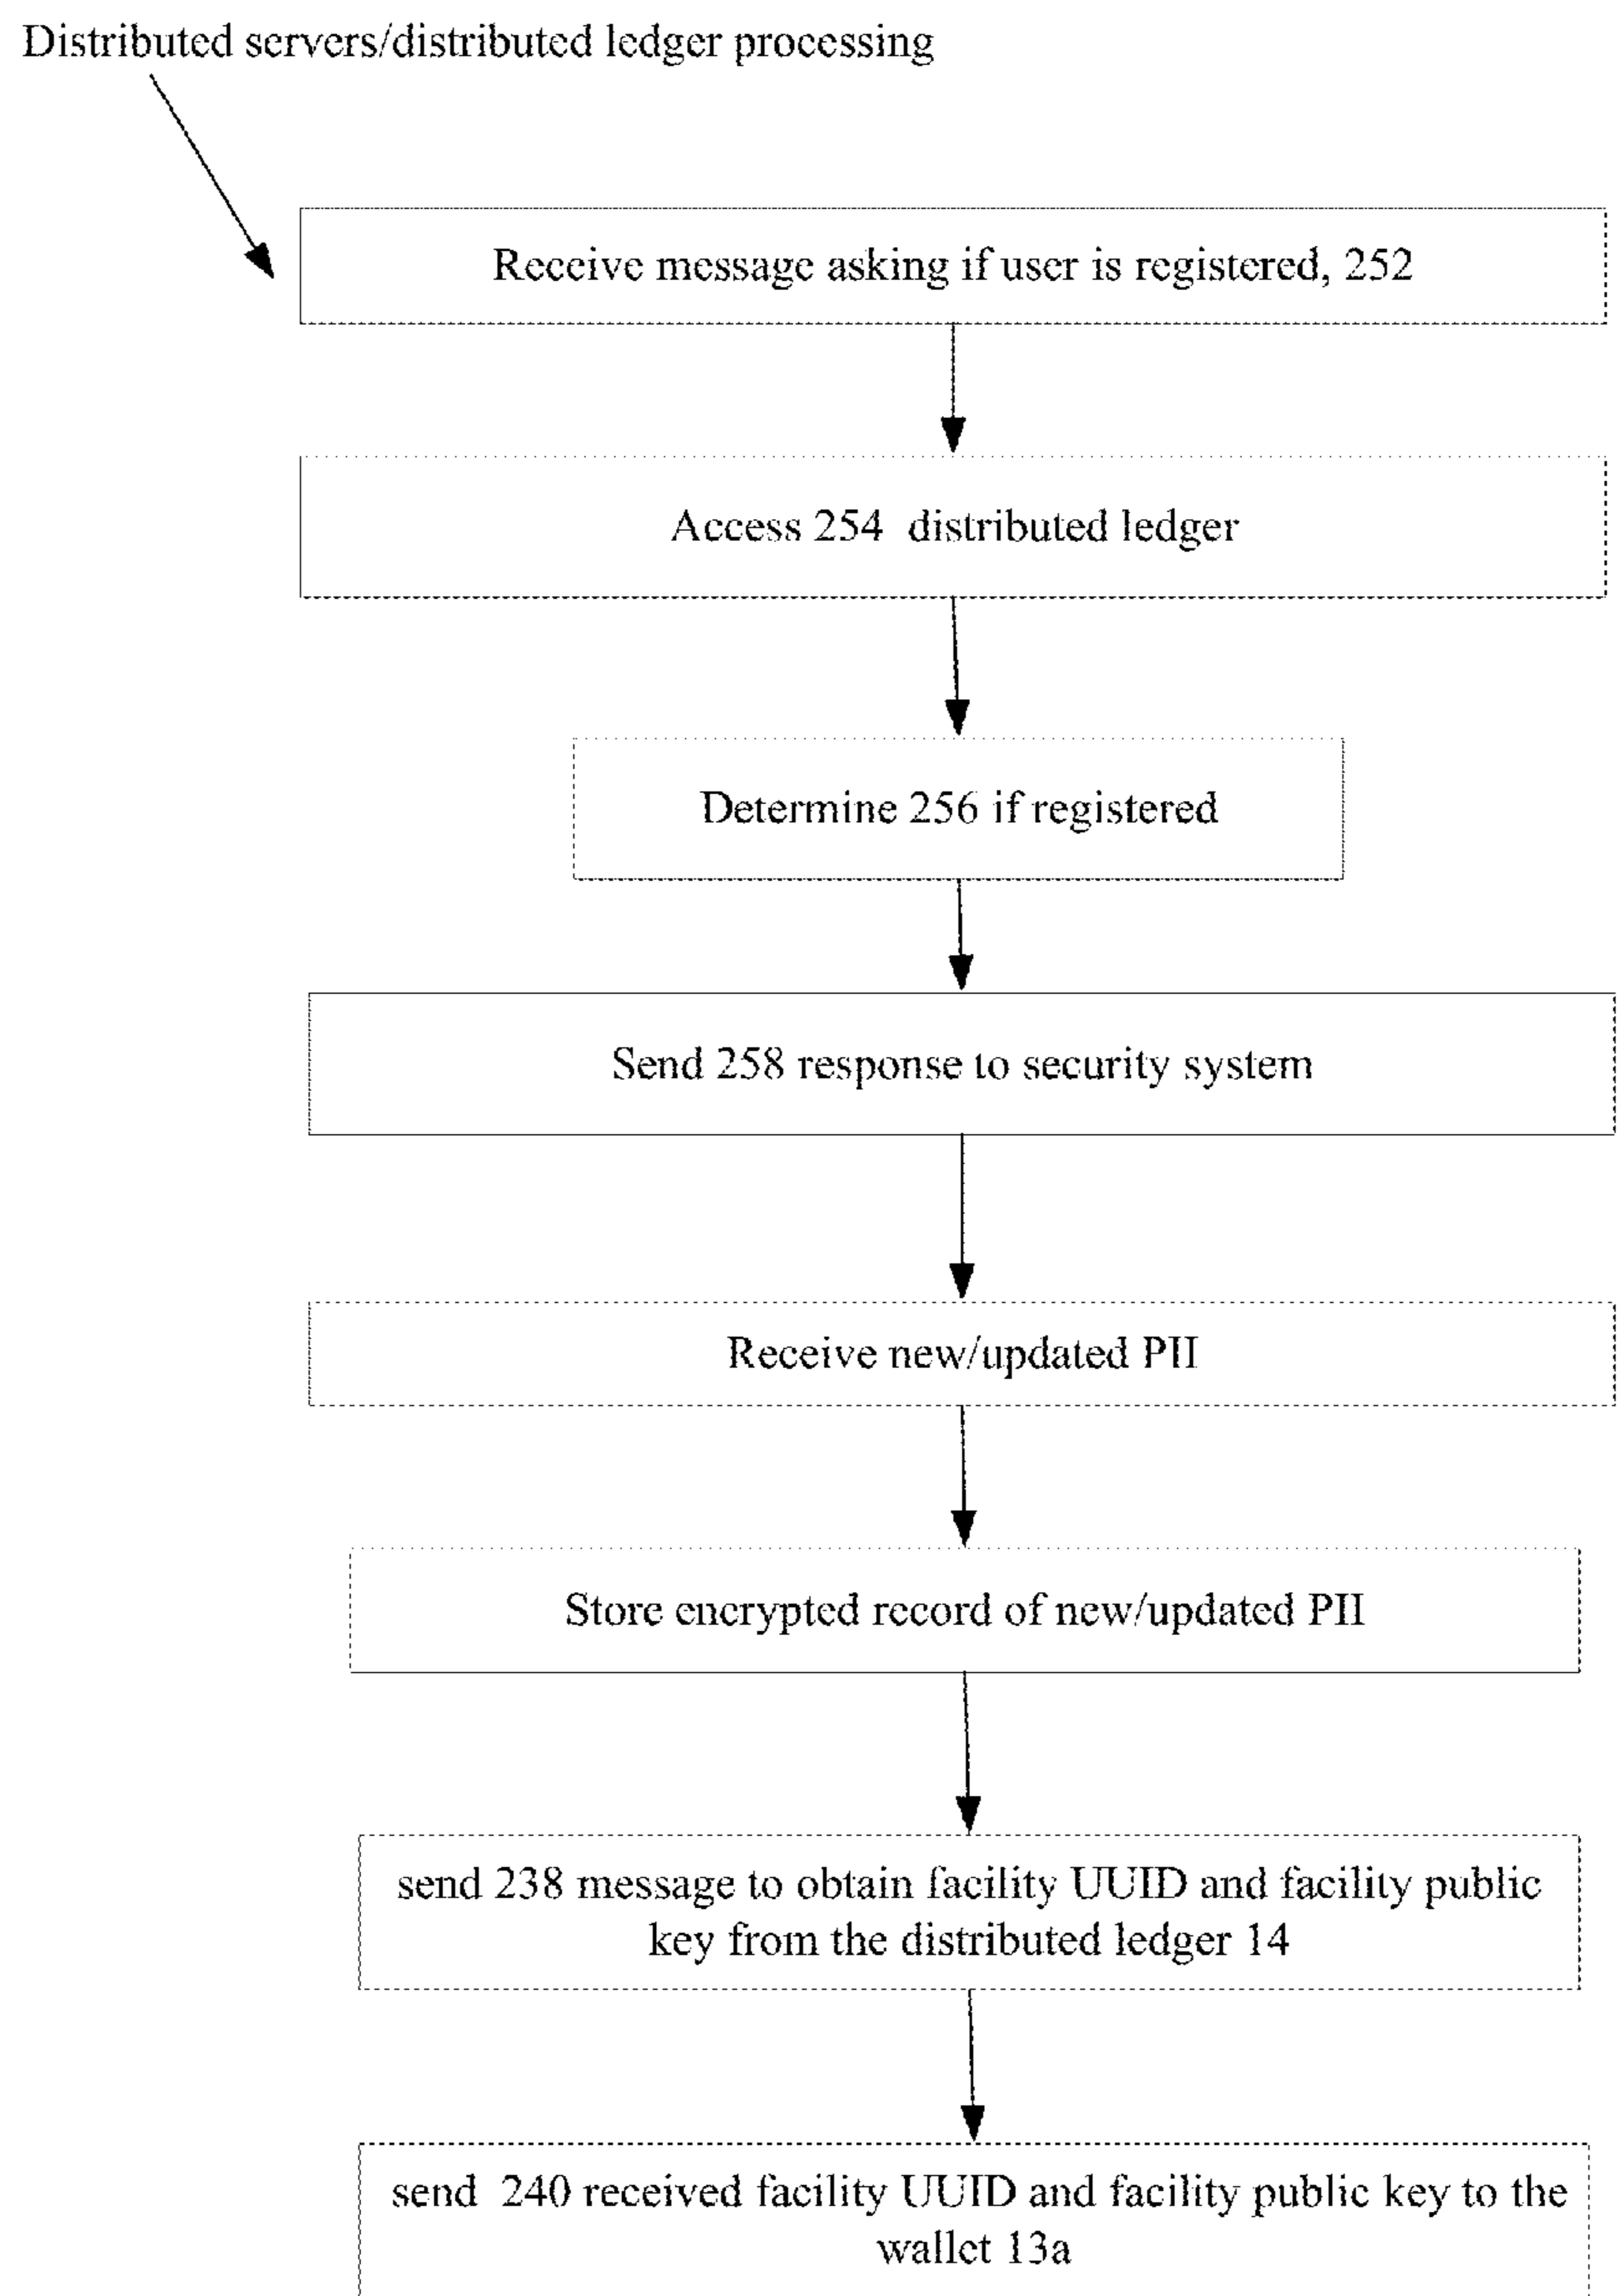 Distributed servers/distributed ledger processing
Receive message asking if user is registered, 252
Access 254 distributed ledger
Determine 256 if registered
Send 258 response to security system
Receive new/updated PII
Store encrypted record of new/updated PII
send 238 message to obtain facility UUID and facility public
key from the distributed ledger 14
send 240 received facility UUID and facility public key to the
wallet 13a